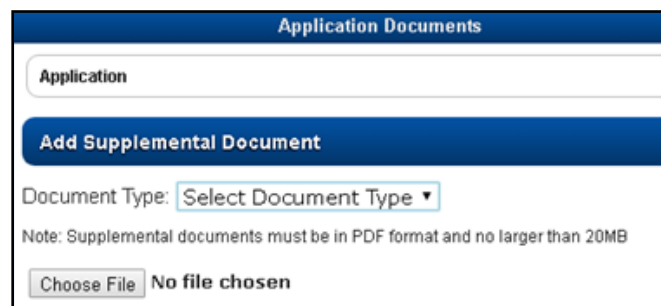 Application Documents
Application
Add Supplemental Document
Document Type: Select Document Type
Note: Supplemental documents must be in PDF format and no larger than 20MB
Choose File No file chosen